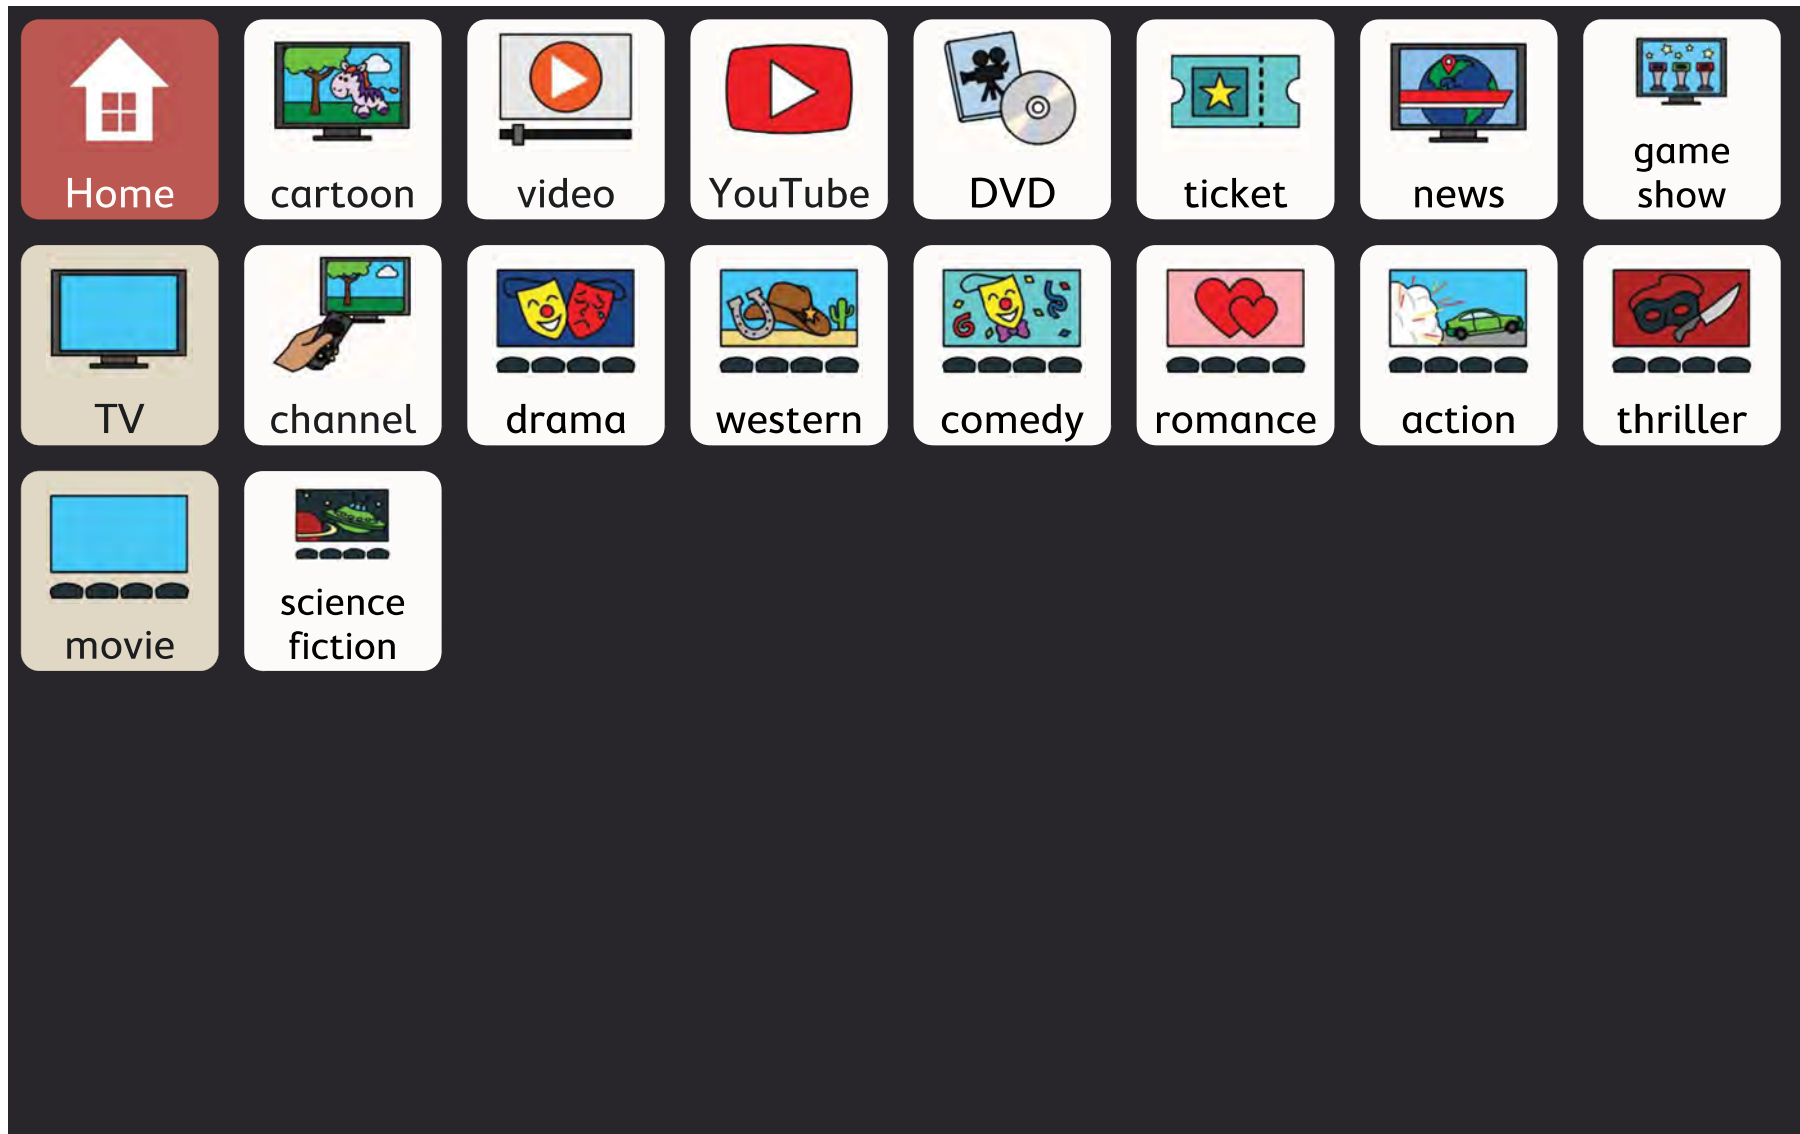 Home
cartoon
video
YouTube
DVD
ticket
news
game
show
TV
channel
drama
western
comedy
romance
action
thriller
movie
science
fiction